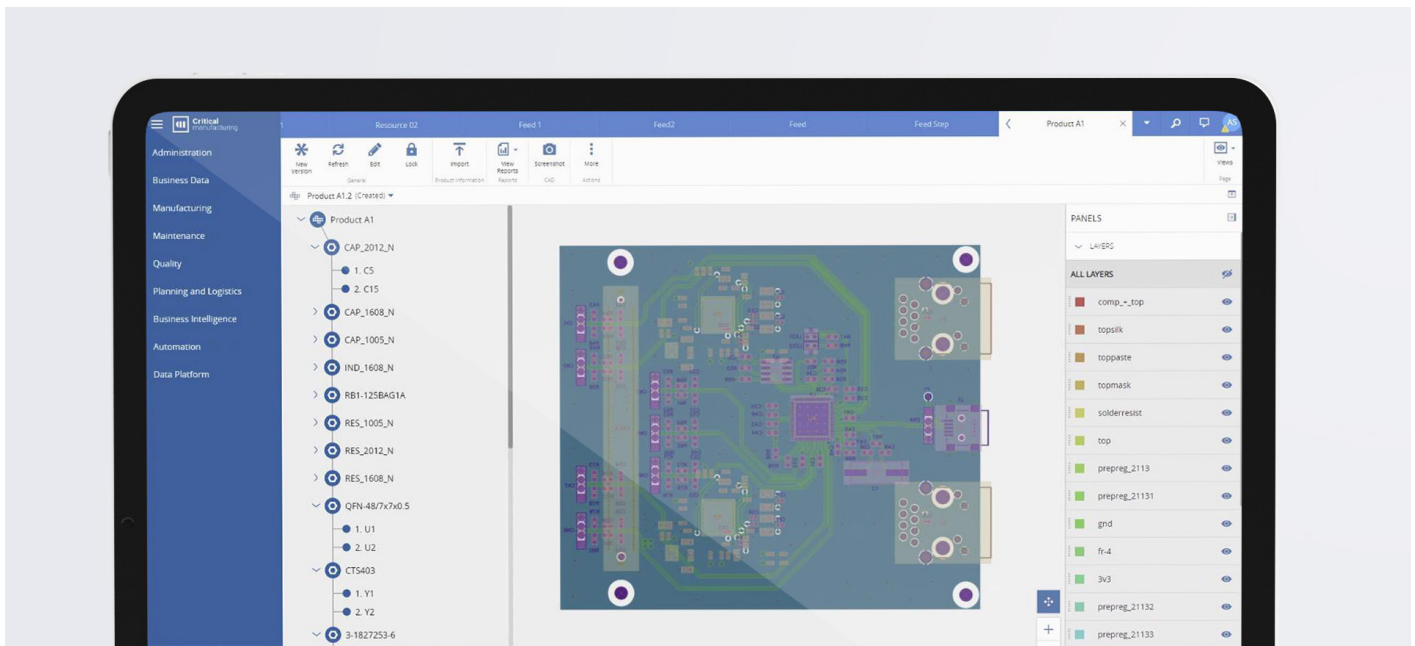 Critical
manufacturing
Resource 02
Feed 1
Feed2
Feed
Feed Step
Product A1
AS
Administration
Business Data
Manufacturing
Maintenance
Quality
Planning and Logistics
Business Intelligence
Automation
Data Platform
New
Version
Refresh
Edit
Lock
General
Import
Product Information
View
Reports
Reports
Screenshot
CAD
More
Actions
Views
Page
Product A1.2 (Created)
Product A1
CAP_2012_N
1. C5
2. C15
CAP_1608_N
CAP_1005_N
IND_1608_N
RB1-125BAG1A
RES_1005_N
RES_2012_N
RES_1608_N
QFN-48/7x7x0.5
1. U1
2. U2
CTS403
1. Y1
2. Y2
3-1827253-6
PANELS
LAYERS
ALL LAYERS
comp_+_top
topsilk
toppaste
topmask
solderresist
top
prepreg_2113
prepreg_21131
gnd
fr-4
3v3
prepreg_21132
prepreg_21133